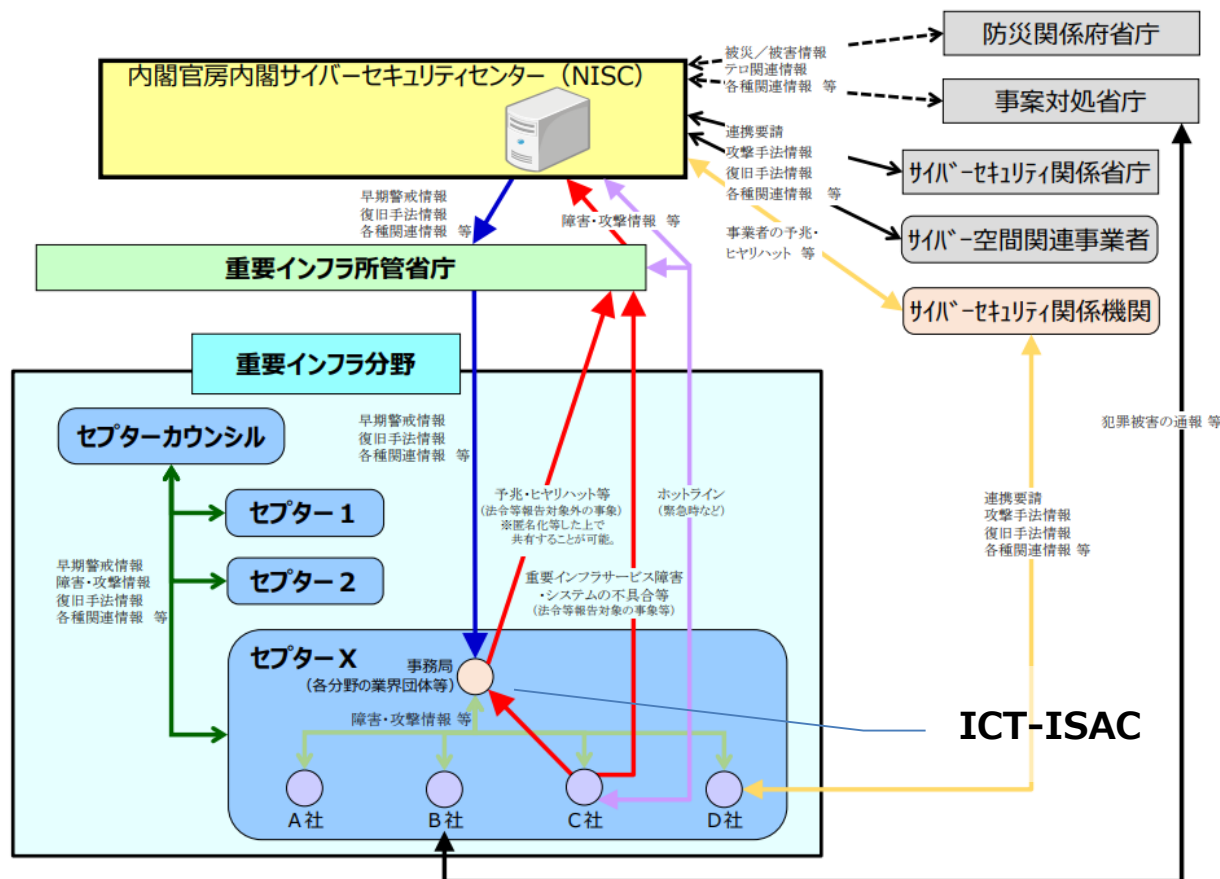 防災関係府省庁
被災／被害情報
テロ関連情報
各種関連情報 等
内閣官房内閣サイバーセキュリティセンター（NISC）
事案対処省庁
連携要請
攻撃手法情報
復旧手法情報
各種関連情報 等
サイバーセキュリティ関係省庁
早期警戒情報
復旧手法情報
各種関連情報 等
障害・攻撃情報 等
サイバー空間関連事業者
事業者の予兆・
ヒヤリハット 等
重要インフラ所管省庁
サイバーセキュリティ関係機関
重要インフラ分野
セプターカウンシル
早期警戒情報
復旧手法情報
各種関連情報 等
犯罪被害の通報 等
セプター１
予兆・ヒヤリハット等
（法令等報告対象外の事象）
※匿名化等した上で
共有することが可能。
ホットライン
（緊急時など）
連携要請
攻撃手法情報
復旧手法情報
各種関連情報 等
セプター２
早期警戒情報
障害・攻撃情報
復旧手法情報
各種関連情報 等
重要インフラサービス障害
・システムの不具合等
（法令等報告対象の事象等）
セプターＸ
事務局
（各分野の業界団体等）
障害・攻撃情報 等
ICT-ISAC
Ａ社
Ｂ社
Ｃ社
Ｄ社